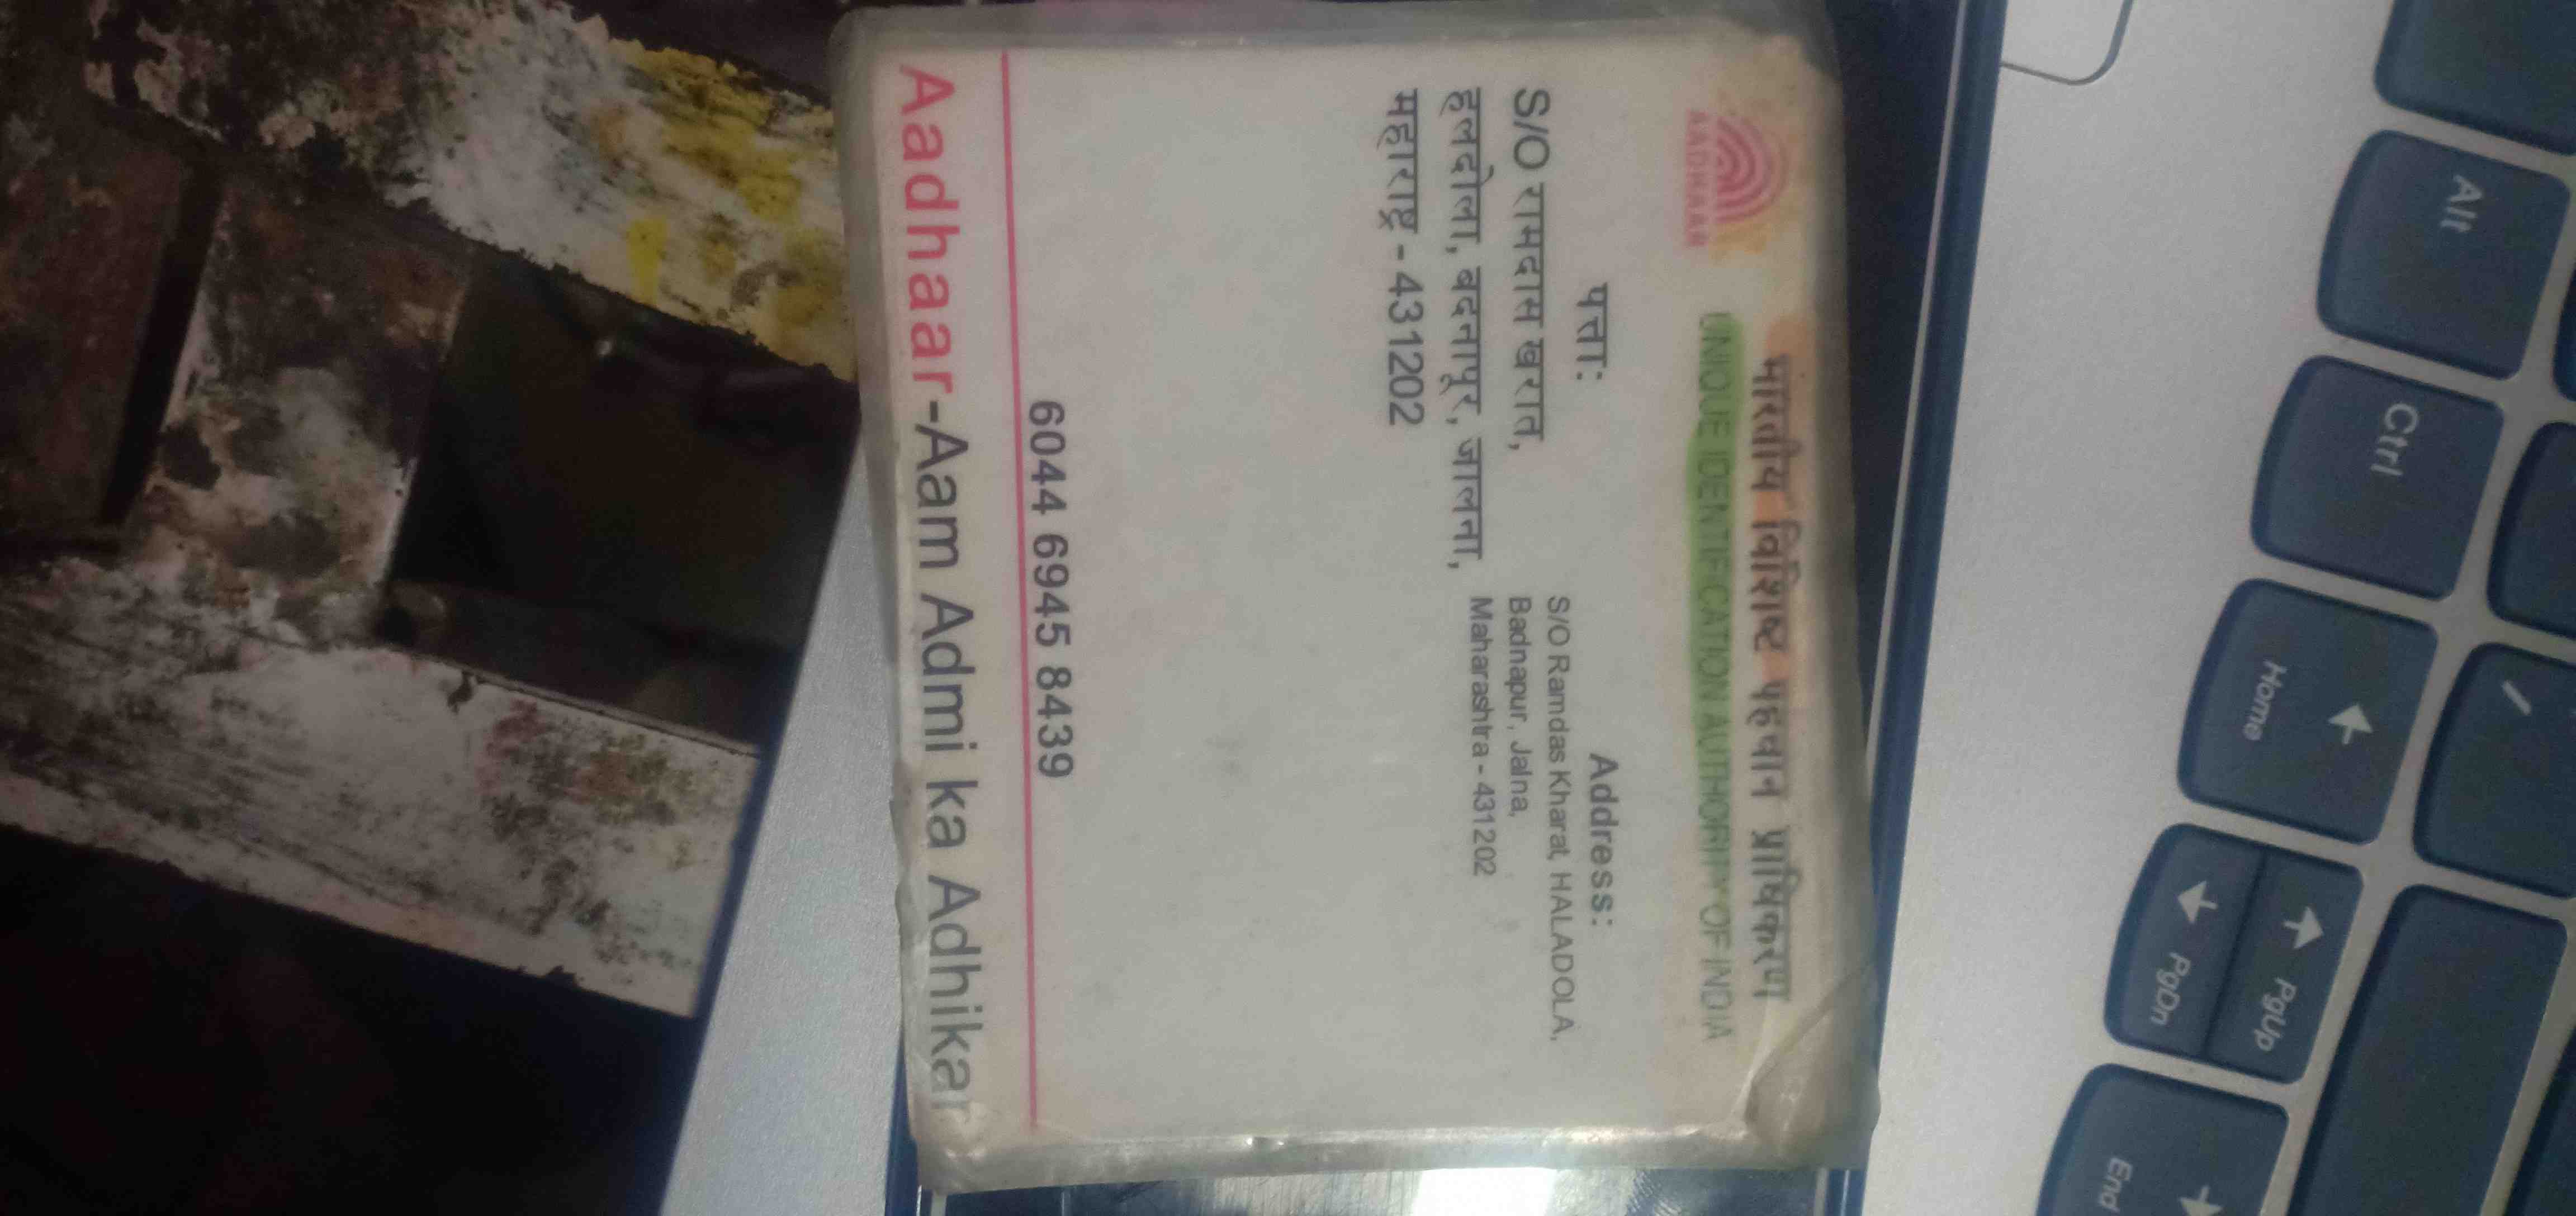 भारतीय विशिष्ट पहचान प्राधिकरण
UNIQUE IDENTIFICATION AUTHORITY OF INDIA
AADHAAR
पत्ता:
S/O रामदास खरात,
हलदोला, बदनापूर, जालना,
महाराष्ट्र - 431202
Address:
S/O Ramdas Kharat, HALADOLA,
Badnapur, Jalna,
Maharashtra - 431202
6044 6945 8439
Aadhaar-Aam Admi ka Adhikar
Alt
Ctrl
Home
PgUp
PgDn
End
/